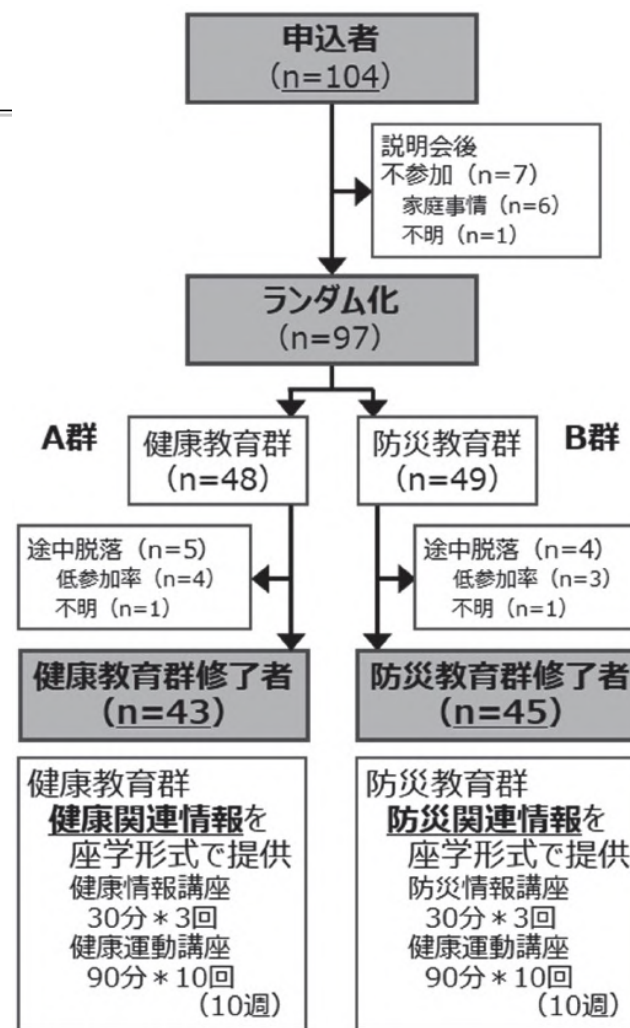 申込者
(n=104)
説明会後
不参加（n=7）
家庭事情（n=6）
不明（n=1）
ランダム化
(n=97)
A群
健康教育群
(n=48)
防災教育群
(n=49)
B群
途中脱落（n=5）
低参加率（n=4）
不明（n=1）
途中脱落（n=4）
低参加率（n=3）
不明（n=1）
健康教育群修了者
(n=43)
防災教育群修了者
(n=45)
健康教育群
健康関連情報を
座学形式で提供
健康情報講座
30分＊3回
健康運動講座
90分＊10回
（10週）
防災教育群
防災関連情報を
座学形式で提供
防災情報講座
30分＊3回
健康運動講座
90分＊10回
（10週）